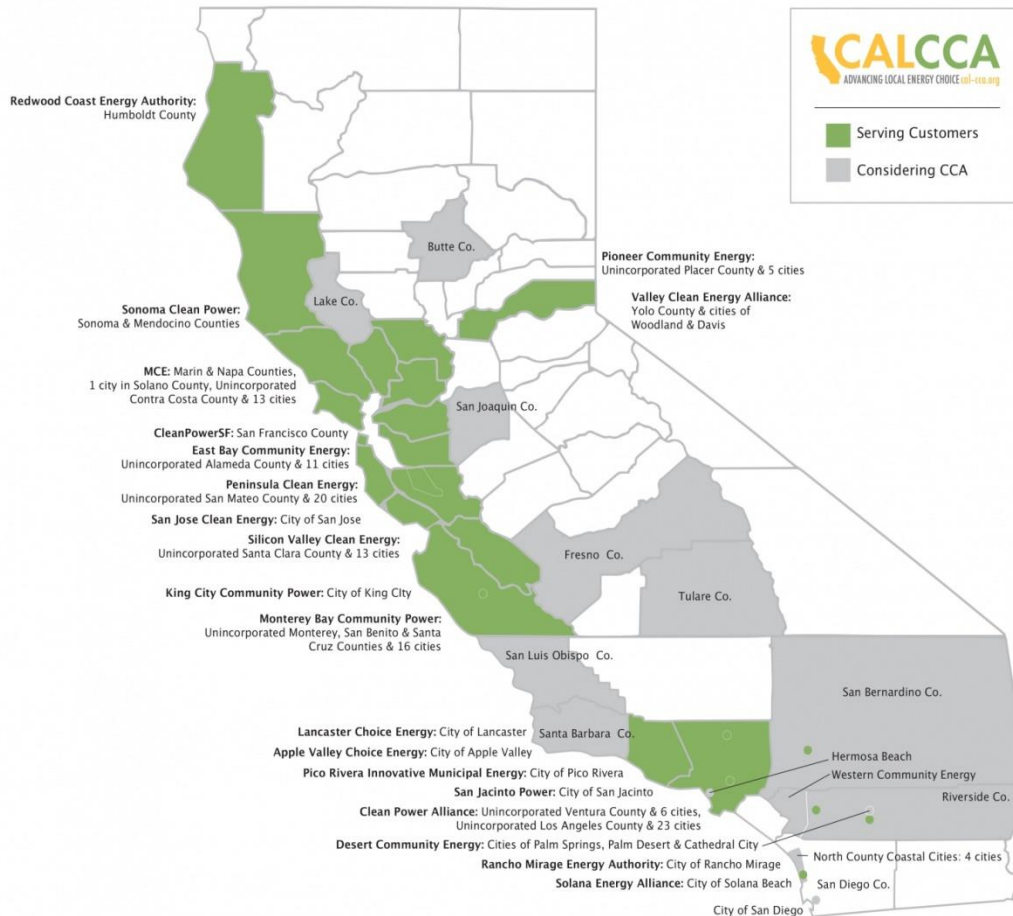 CALCCA
ADVANCING LOCAL ENERGY CHOICE cal-cca.org
Serving Customers
Considering CCA
Redwood Coast Energy Authority:
Humboldt County
Butte Co.
Pioneer Community Energy:
Unincorporated Placer County & 5 cities
Lake Co.
Valley Clean Energy Alliance:
Yolo County & cities of
Woodland & Davis
Sonoma Clean Power:
Sonoma & Mendocino Counties
MCE: Marin & Napa Counties,
1 city in Solano County, Unincorporated
Contra Costa County & 13 cities
San Joaquin Co.
CleanPowerSF: San Francisco County
East Bay Community Energy:
Unincorporated Alameda County & 11 cities
Peninsula Clean Energy:
Unincorporated San Mateo County & 20 cities
San Jose Clean Energy: City of San Jose
Silicon Valley Clean Energy:
Unincorporated Santa Clara County & 13 cities
Fresno Co.
Tulare Co.
King City Community Power: City of King CIty
Monterey Bay Community Power:
Unincorporated Monterey, San Benito & Santa
Cruz Counties & 16 cities
San Luis Obispo Co.
San Bernardino Co.
Santa Barbara Co.
Lancaster Choice Energy: City of Lancaster
Apple Valley Choice Energy: City of Apple Valley
Hermosa Beach
Pico Rivera Innovative Municipal Energy: City of Pico Rivera
Western Community Energy
San Jacinto Power: City of San Jacinto
Riverside Co.
Clean Power Alliance: Unincorporated Ventura County & 6 cities,
Unincorporated Los Angeles County & 23 cities
Desert Community Energy: Cities of Palm Springs, Palm Desert & Cathedral City
North County Coastal Cities: 4 cities
Rancho Mirage Energy Authority: City of Rancho Mirage
Solana Energy Alliance: City of Solana Beach
San Diego Co.
City of San Diego